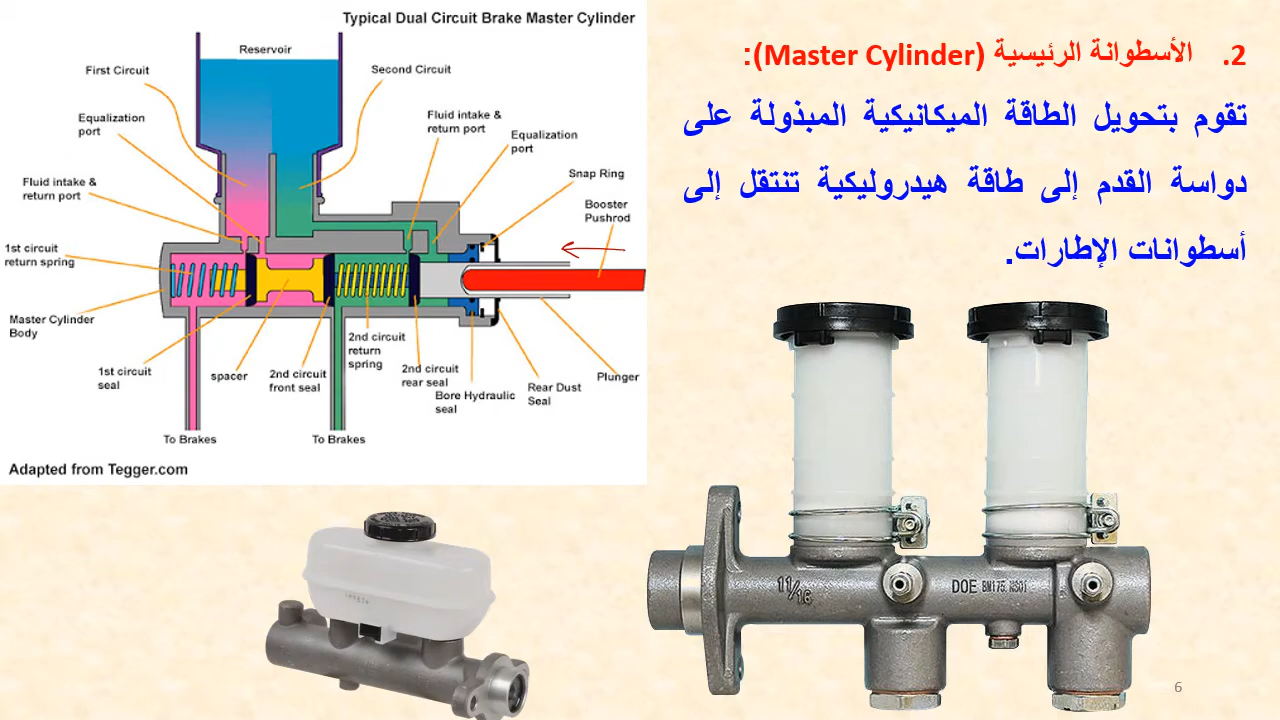 Typical Dual Circuit Brake Master Cylinder
Reservoir
First Circuit
Second Circuit
Equalization
port
Fluid intake &
return port
Equalization
port
Fluid intake &
return port
Snap Ring
Booster
Pushrod
1st circuit
return spring
Master Cylinder
Body
1st circuit
seal
spacer
2nd circuit
front seal
2nd circuit
return
spring
2nd circuit
rear seal
Bore Hydraulic
seal
Rear Dust
Seal
Plunger
To Brakes
To Brakes
Adapted from Tegger.com
2. الأسطوانة الرئيسية (Master Cylinder):
تقوم بتحويل الطاقة الميكانيكية المبذولة على
دواسة القدم إلى طاقة هيدروليكية تنتقل إلى
أسطوانات الإطارات.
11/16
DOE BM175.NS01
6